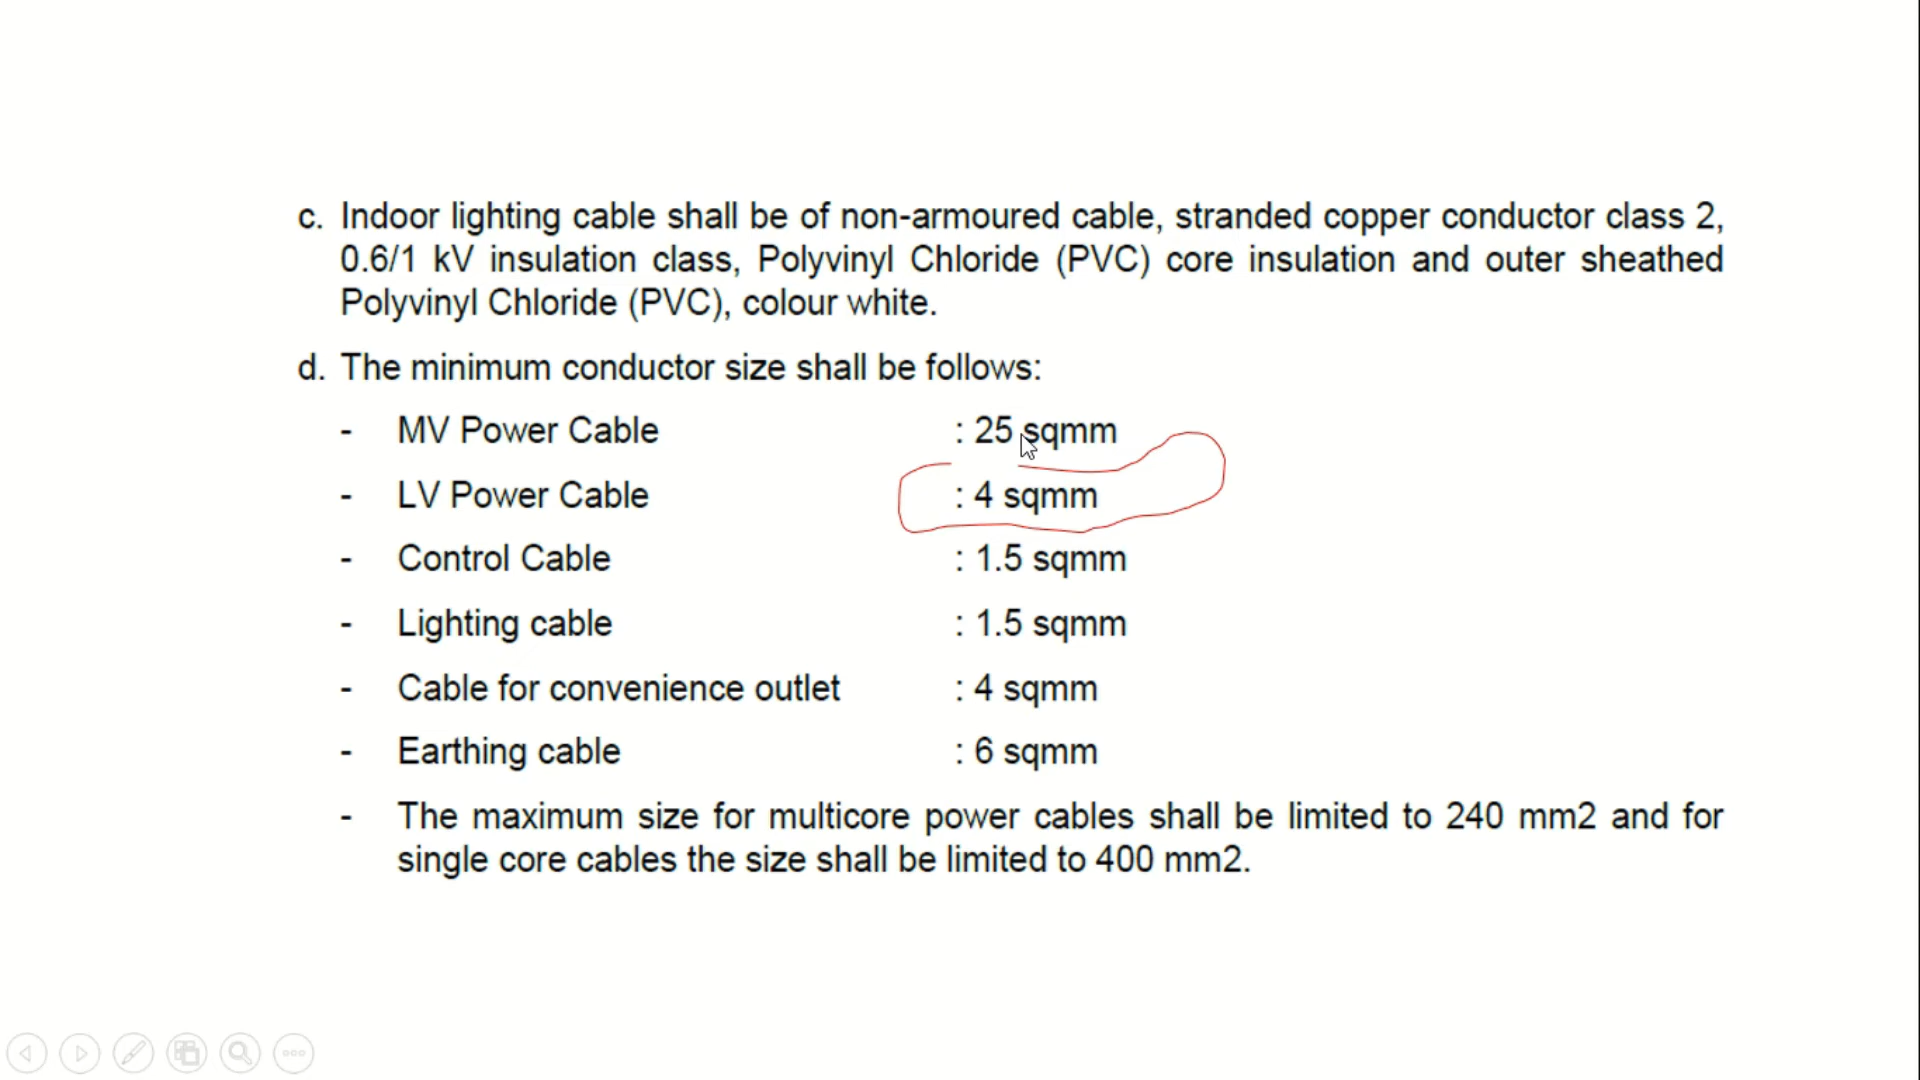 c. Indoor lighting cable shall be of non-armoured cable, stranded copper conductor class 2,
0.6/1 kV insulation class, Polyvinyl Chloride (PVC) core insulation and outer sheathed
Polyvinyl Chloride (PVC), colour white.
d. The minimum conductor size shall be follows:
- MV Power Cable : 25 sqmm
- LV Power Cable : 4 sqmm
- Control Cable : 1.5 sqmm
- Lighting cable : 1.5 sqmm
- Cable for convenience outlet : 4 sqmm
- Earthing cable : 6 sqmm
- The maximum size for multicore power cables shall be limited to 240 mm2 and for
single core cables the size shall be limited to 400 mm2.